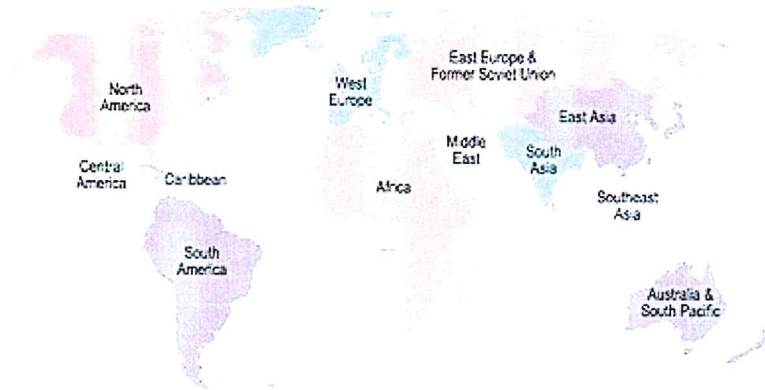 North
America
West
Europe
East Europe &
Former Soviet Union
East Asia
Central
America
Caribbean
Africa
Middle
East
South
Asia
Southeast
Asia
South
America
Australia &
South Pacific